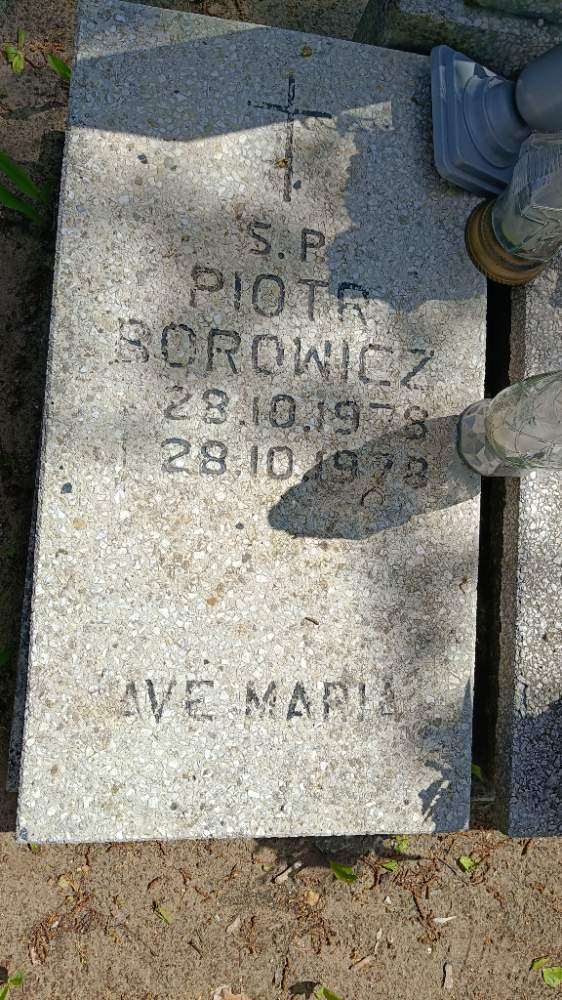 S. P.
PIOTR
BOROWICZ
28.10.1978
28.10.1978
AVE MARIA